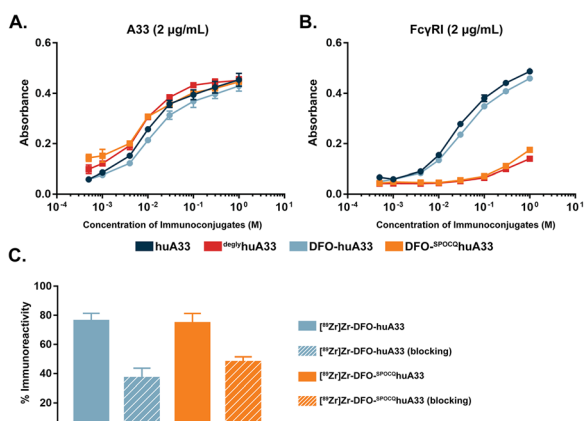 A.
A33 (2 μg/mL)
0.6
0.4
0.2
0.0
Absorbance
10⁻⁴ 10⁻³ 10⁻² 10⁻¹ 10⁰ 10¹
Concentration of Immunoconjugates (M)
B.
FcγRI (2 μg/mL)
0.6
0.4
0.2
0.0
Absorbance
10⁻⁴ 10⁻³ 10⁻² 10⁻¹ 10⁰ 10¹
Concentration of Immunoconjugates (M)
huA33 ᵈᵉᵍˡʸhuA33 DFO-huA33 DFO-ˢᴾᴼᶜQhuA33
C.
100
80
60
40
20
% Immunoreactivity
[⁸⁹Zr]Zr-DFO-huA33
[⁸⁹Zr]Zr-DFO-huA33 (blocking)
[⁸⁹Zr]Zr-DFO-ˢᴾᴼᶜQhuA33
[⁸⁹Zr]Zr-DFO-ˢᴾᴼᶜQhuA33 (blocking)